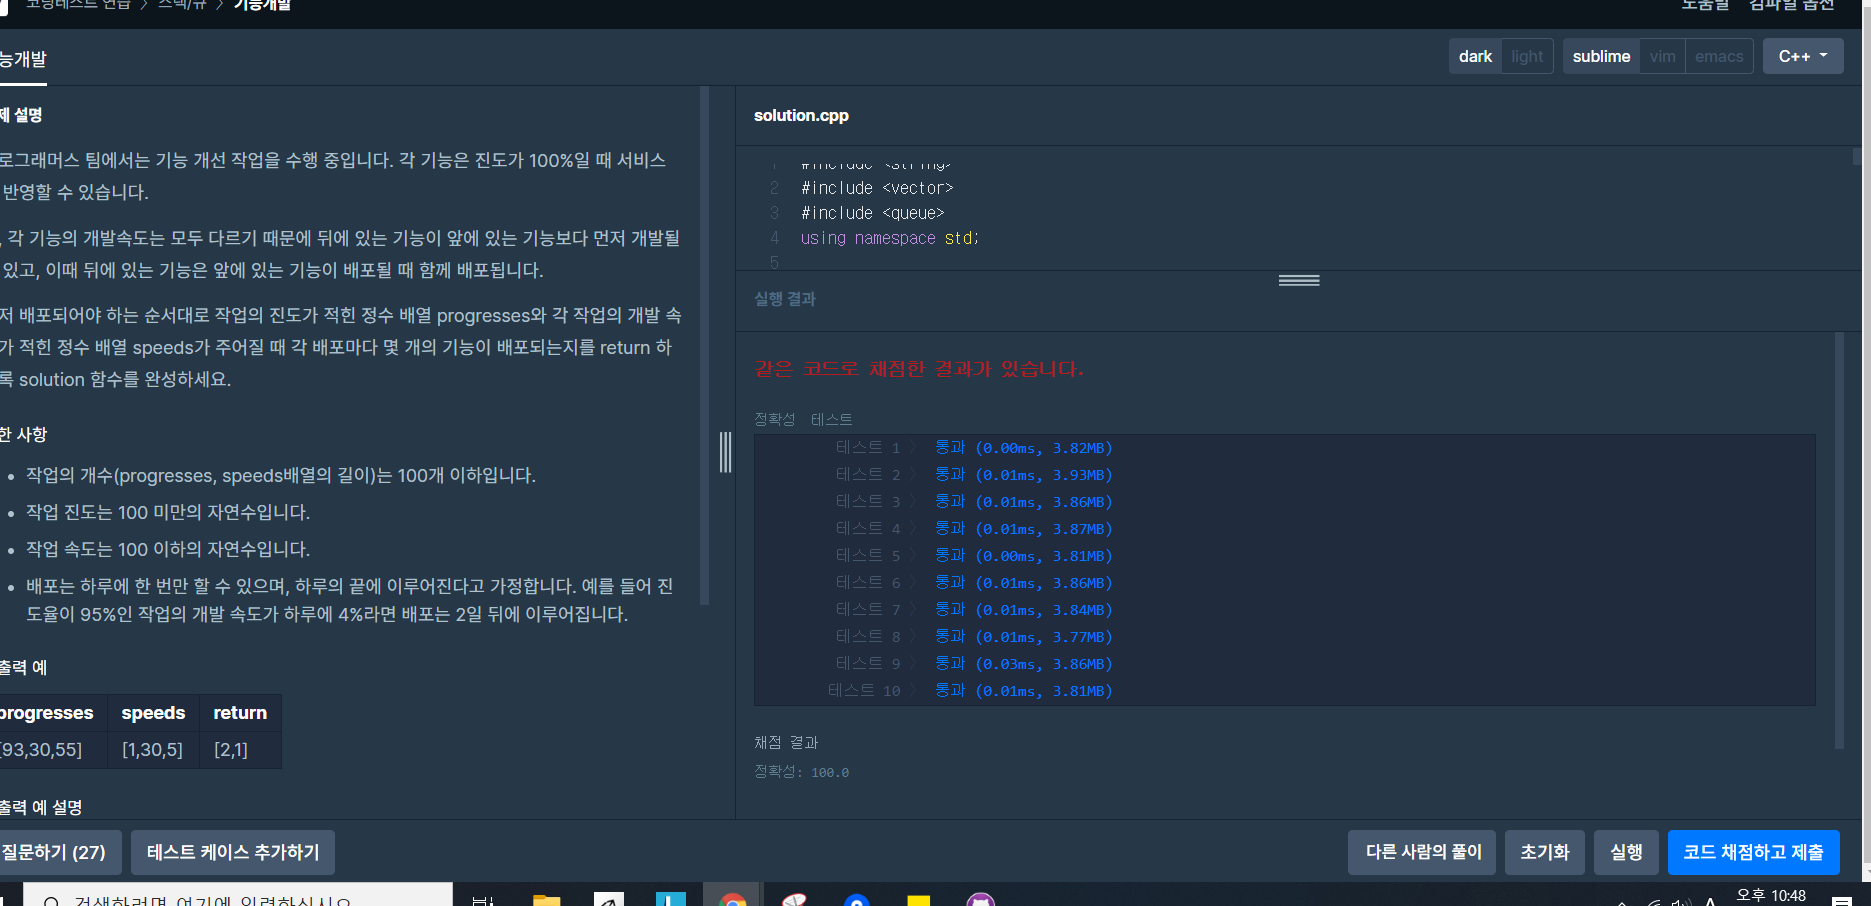 코딩테스트 연습 > 스택/큐 > 기능개발
도움말 컴파일 옵션
능개발
dark light sublime vim emacs C++
제 설명
로그래머스 팀에서는 기능 개선 작업을 수행 중입니다. 각 기능은 진도가 100%일 때 서비스
반영할 수 있습니다.
, 각 기능의 개발속도는 모두 다르기 때문에 뒤에 있는 기능이 앞에 있는 기능보다 먼저 개발될
있고, 이때 뒤에 있는 기능은 앞에 있는 기능이 배포될 때 함께 배포됩니다.
저 배포되어야 하는 순서대로 작업의 진도가 적힌 정수 배열 progresses와 각 작업의 개발 속
가 적힌 정수 배열 speeds가 주어질 때 각 배포마다 몇 개의 기능이 배포되는지를 return 하
록 solution 함수를 완성하세요.
한 사항
• 작업의 개수(progresses, speeds배열의 길이)는 100개 이하입니다.
• 작업 진도는 100 미만의 자연수입니다.
• 작업 속도는 100 이하의 자연수입니다.
• 배포는 하루에 한 번만 할 수 있으며, 하루의 끝에 이루어진다고 가정합니다. 예를 들어 진
도율이 95%인 작업의 개발 속도가 하루에 4%라면 배포는 2일 뒤에 이루어집니다.
출력 예
progresses speeds return
[93,30,55] [1,30,5] [2,1]
출력 예 설명
solution.cpp
1 #include <string>
2 #include <vector>
3 #include <queue>
4 using namespace std;
5
실행 결과
같은 코드로 채점한 결과가 있습니다.
정확성 테스트
테스트 1 > 통과 (0.00ms, 3.82MB)
테스트 2 > 통과 (0.01ms, 3.93MB)
테스트 3 > 통과 (0.01ms, 3.86MB)
테스트 4 > 통과 (0.01ms, 3.87MB)
테스트 5 > 통과 (0.00ms, 3.81MB)
테스트 6 > 통과 (0.01ms, 3.86MB)
테스트 7 > 통과 (0.01ms, 3.84MB)
테스트 8 > 통과 (0.01ms, 3.77MB)
테스트 9 > 통과 (0.03ms, 3.86MB)
테스트 10 > 통과 (0.01ms, 3.81MB)
채점 결과
정확성: 100.0
질문하기 (27) 테스트 케이스 추가하기 다른 사람의 풀이 초기화 실행 코드 채점하고 제출
검색하려면 여기에 입력하십시오.
A 오후 10:48